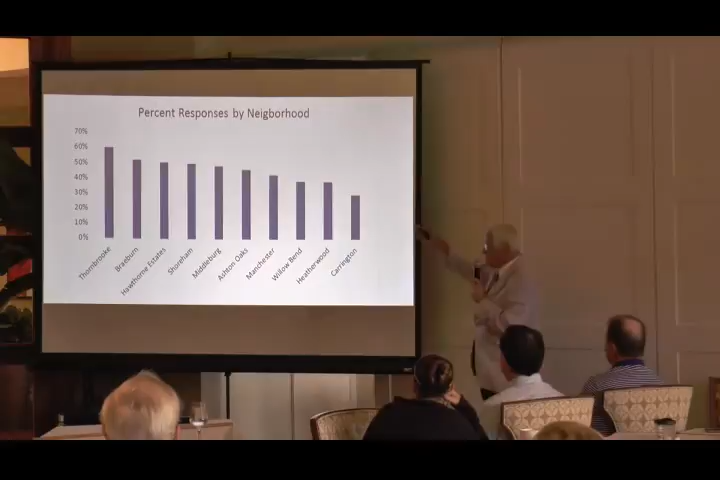 Percent Responses by Neigborhood
70%
60%
50%
40%
30%
20%
10%
0%
Thornbrooke
Braeburn
Hawthorne Estates
Shoreham
Middleburg
Ashton Oaks
Manchester
Willow Bend
Heatherwood
Carrington